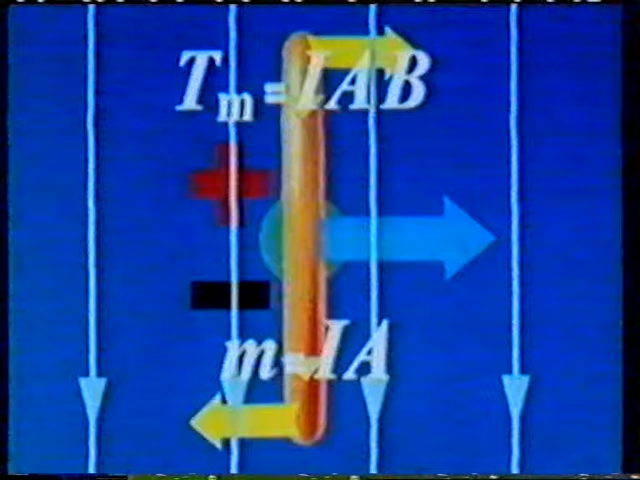 Tm = IAB
+
−
m = IA